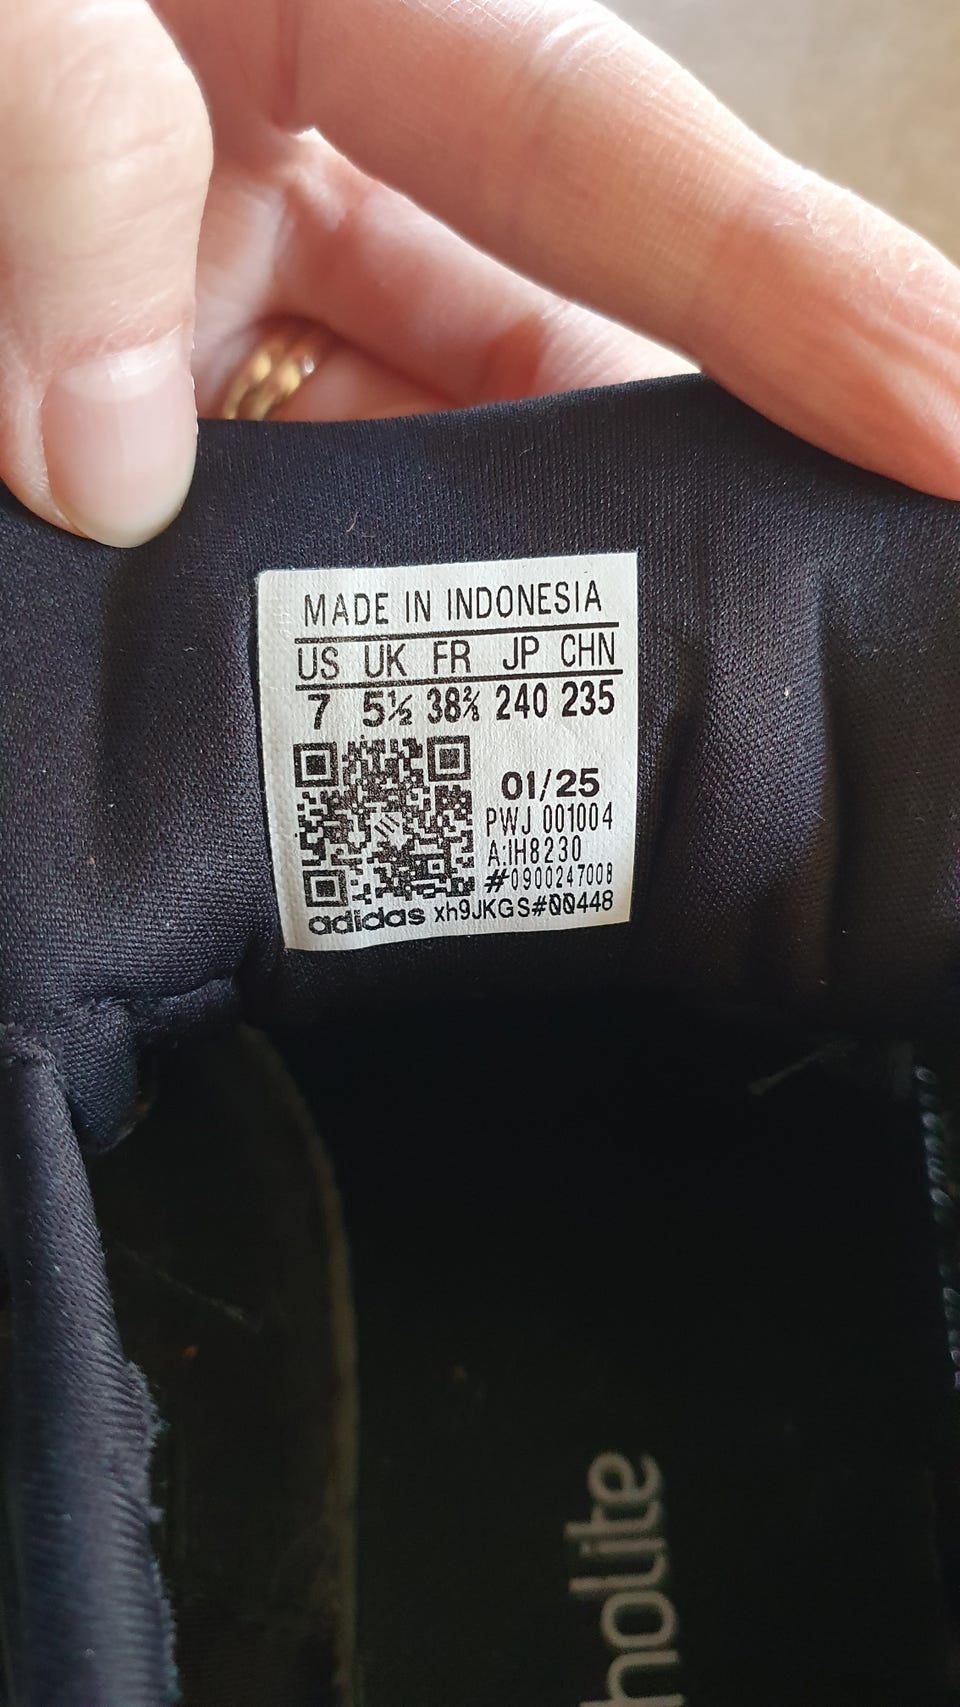 MADE IN INDONESIA
US UK FR JP CHN
7 5½ 38⅔ 240 235
01/25
PWJ 001004
A:IH8230
#0900247008
adidas xh9JKGS#00448
holite